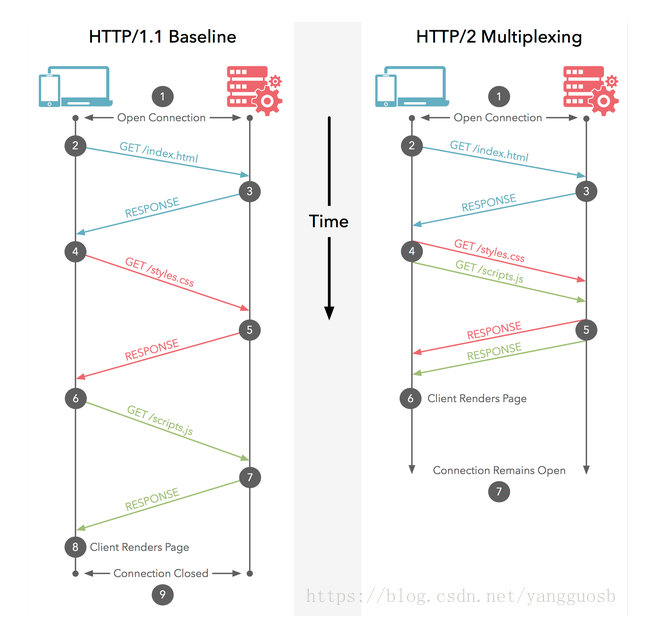 HTTP/1.1 Baseline
1
Open Connection
2
GET /index.html
3
RESPONSE
4
GET /styles.css
5
RESPONSE
6
GET /scripts.js
7
RESPONSE
8
Client Renders Page
Connection Closed
9
Time
HTTP/2 Multiplexing
1
Open Connection
2
GET /index.html
3
RESPONSE
4
GET /styles.css
GET /scripts.js
5
RESPONSE
RESPONSE
6
Client Renders Page
Connection Remains Open
7
https://blog.csdn.net/yangguosb